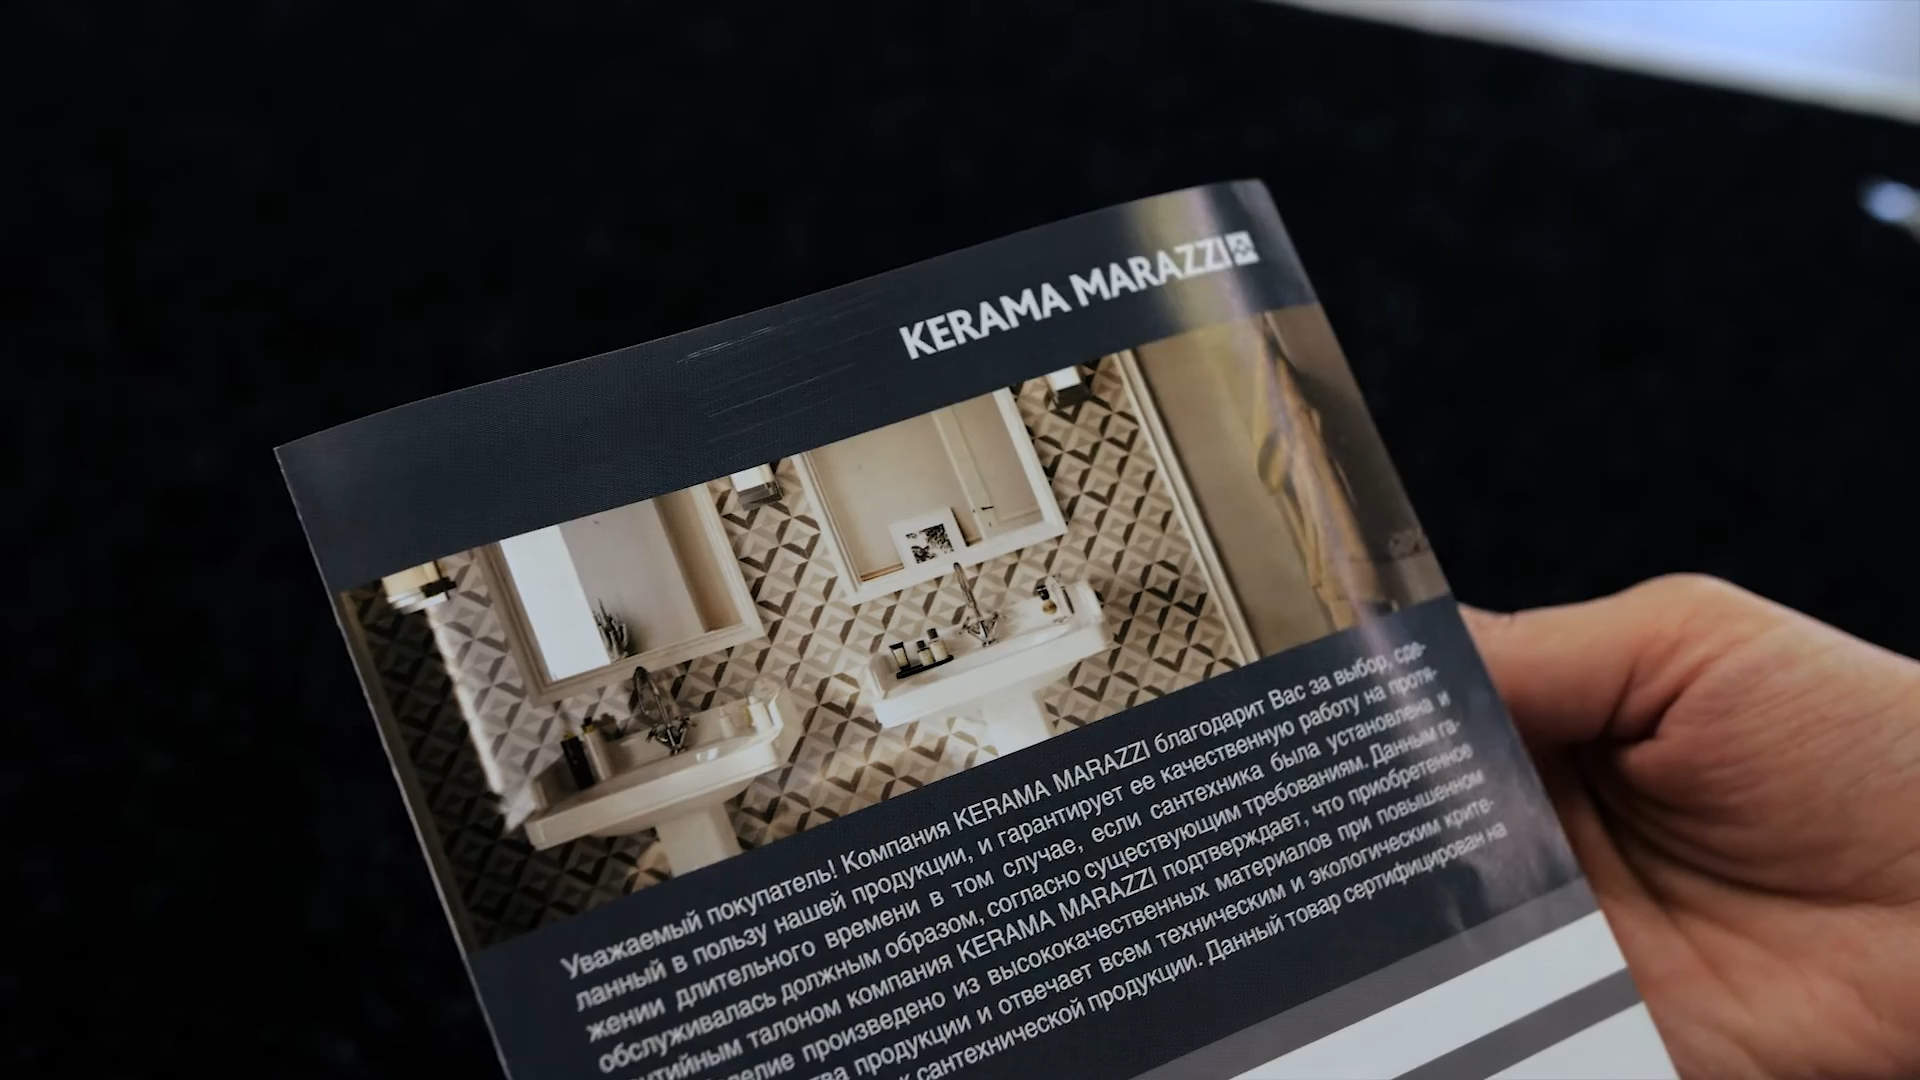 KERAMA MARAZZI
Уважаемый покупатель! Компания KERAMA MARAZZI благодарит Вас за выбор, сде-
ланный в пользу нашей продукции, и гарантирует ее качественную работу на протя-
жении длительного времени в том случае, если сантехника была установлена и
обслуживалась должным образом, согласно существующим требованиям. Данным га-
талоном компания KERAMA MARAZZI подтверждает, что приобретенное
произведено из высококачественных материалов при повышенном
продукции и отвечает всем техническим и экологическим крите-
к сантехнической продукции. Данный товар сертифицирован на